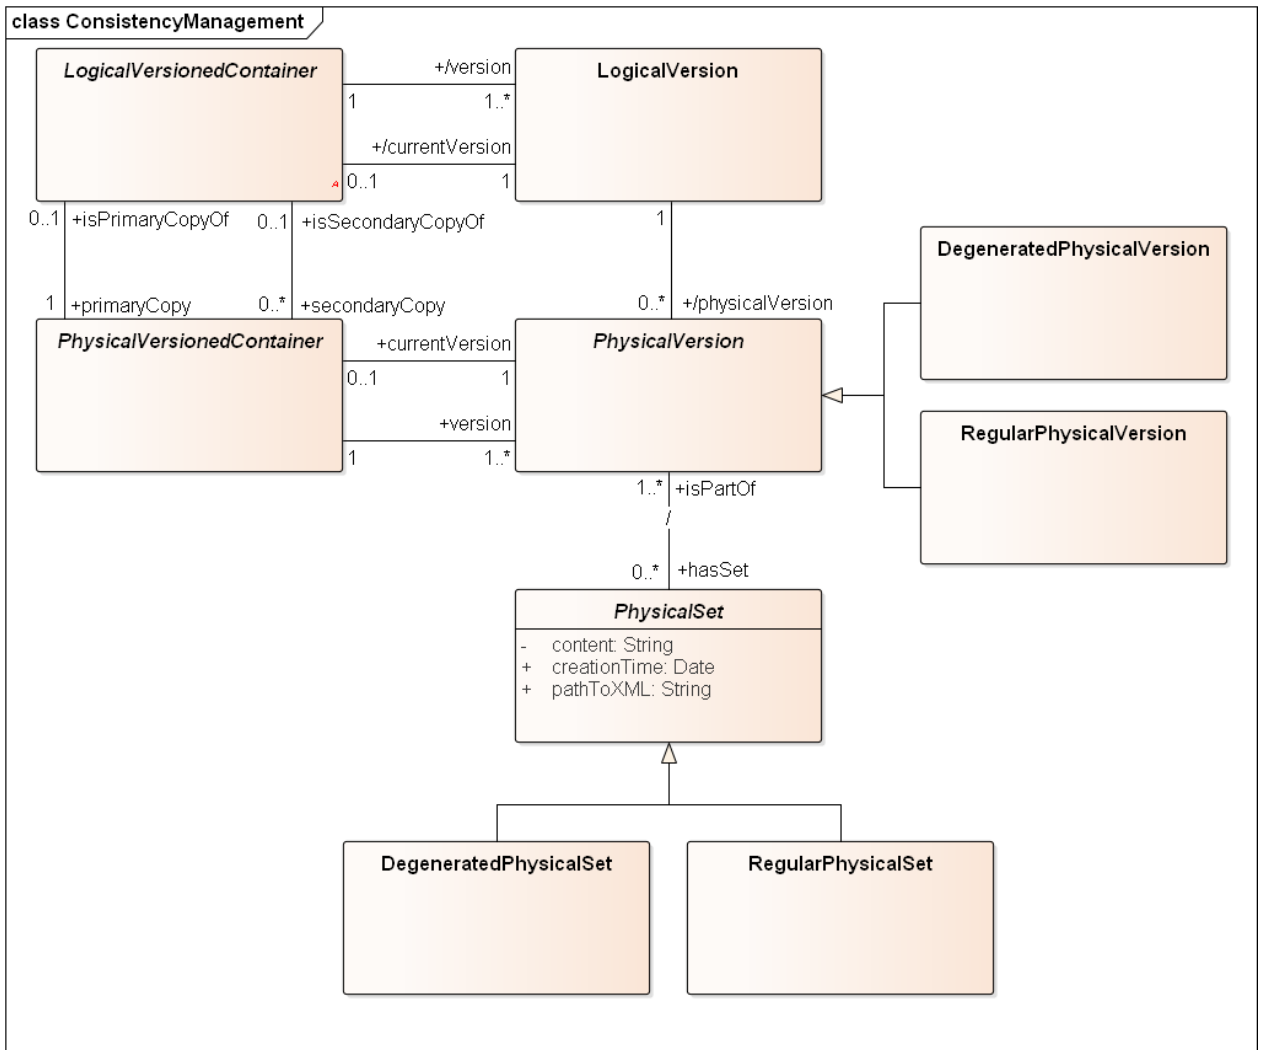 class ConsistencyManagement
LogicalVersionedContainer
+/version
1
1..*
+/currentVersion
0..1
1
A
LogicalVersion
0..1
+isPrimaryCopyOf
0..1
+isSecondaryCopyOf
1
1
+primaryCopy
0..*
+secondaryCopy
0..*
+/physicalVersion
DegeneratedPhysicalVersion
PhysicalVersionedContainer
+currentVersion
0..1
1
+version
1
1..*
PhysicalVersion
RegularPhysicalVersion
1..*
+isPartOf
/
0..*
+hasSet
PhysicalSet
- content: String
+ creationTime: Date
+ pathToXML: String
DegeneratedPhysicalSet
RegularPhysicalSet